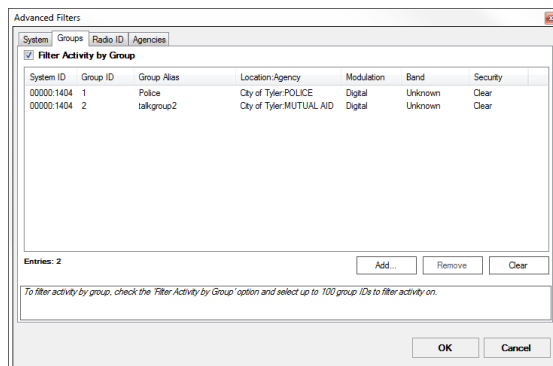 Advanced Filters
System Groups Radio ID Agencies
Filter Activity by Group
System ID Group ID Group Alias Location:Agency Modulation Band Security
00000:1404 1 Police City of Tyler:POLICE Digital Unknown Clear
00000:1404 2 talkgroup2 City of Tyler:MUTUAL AID Digital Unknown Clear
Entries: 2
Add... Remove Clear
To filter activity by group, check the 'Filter Activity by Group' option and select up to 100 group IDs to filter activity on.
OK Cancel